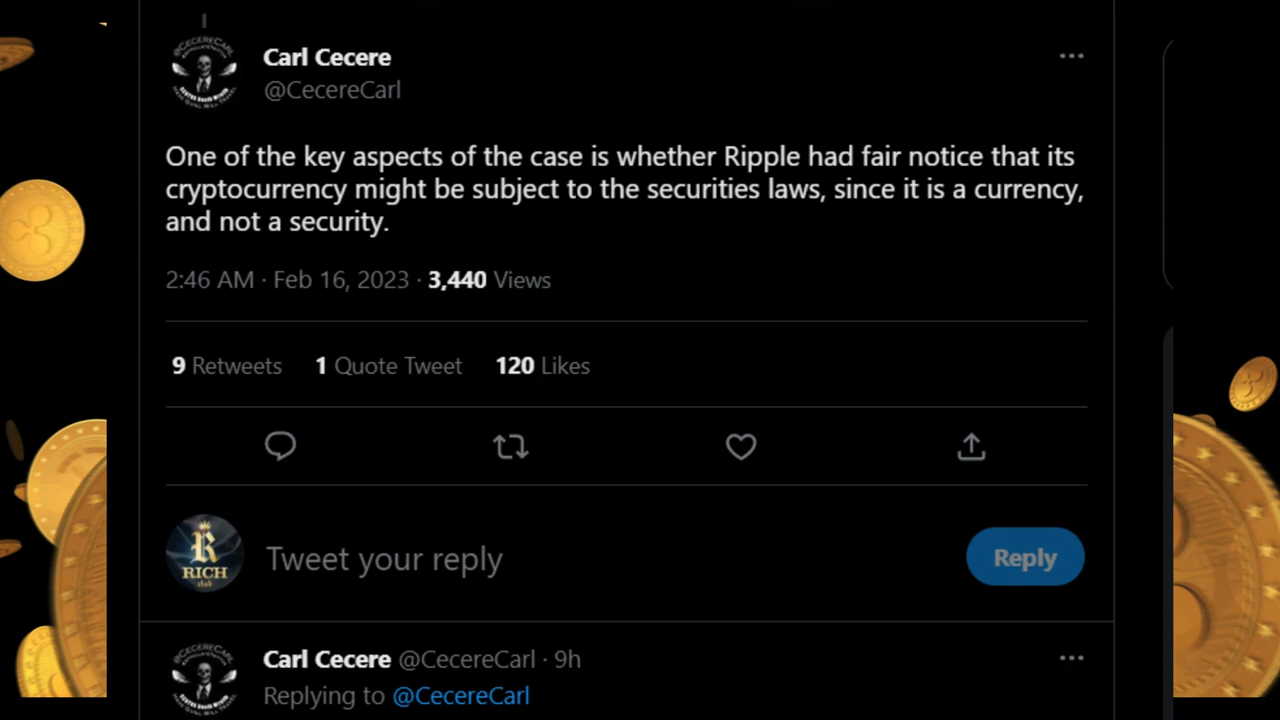 Carl Cecere
@CecereCarl
One of the key aspects of the case is whether Ripple had fair notice that its
cryptocurrency might be subject to the securities laws, since it is a currency,
and not a security.
2:46 AM · Feb 16, 2023 · 3,440 Views
9 Retweets 1 Quote Tweet 120 Likes
R
RICH
club
Tweet your reply
Reply
Carl Cecere @CecereCarl · 9h
Replying to @CecereCarl